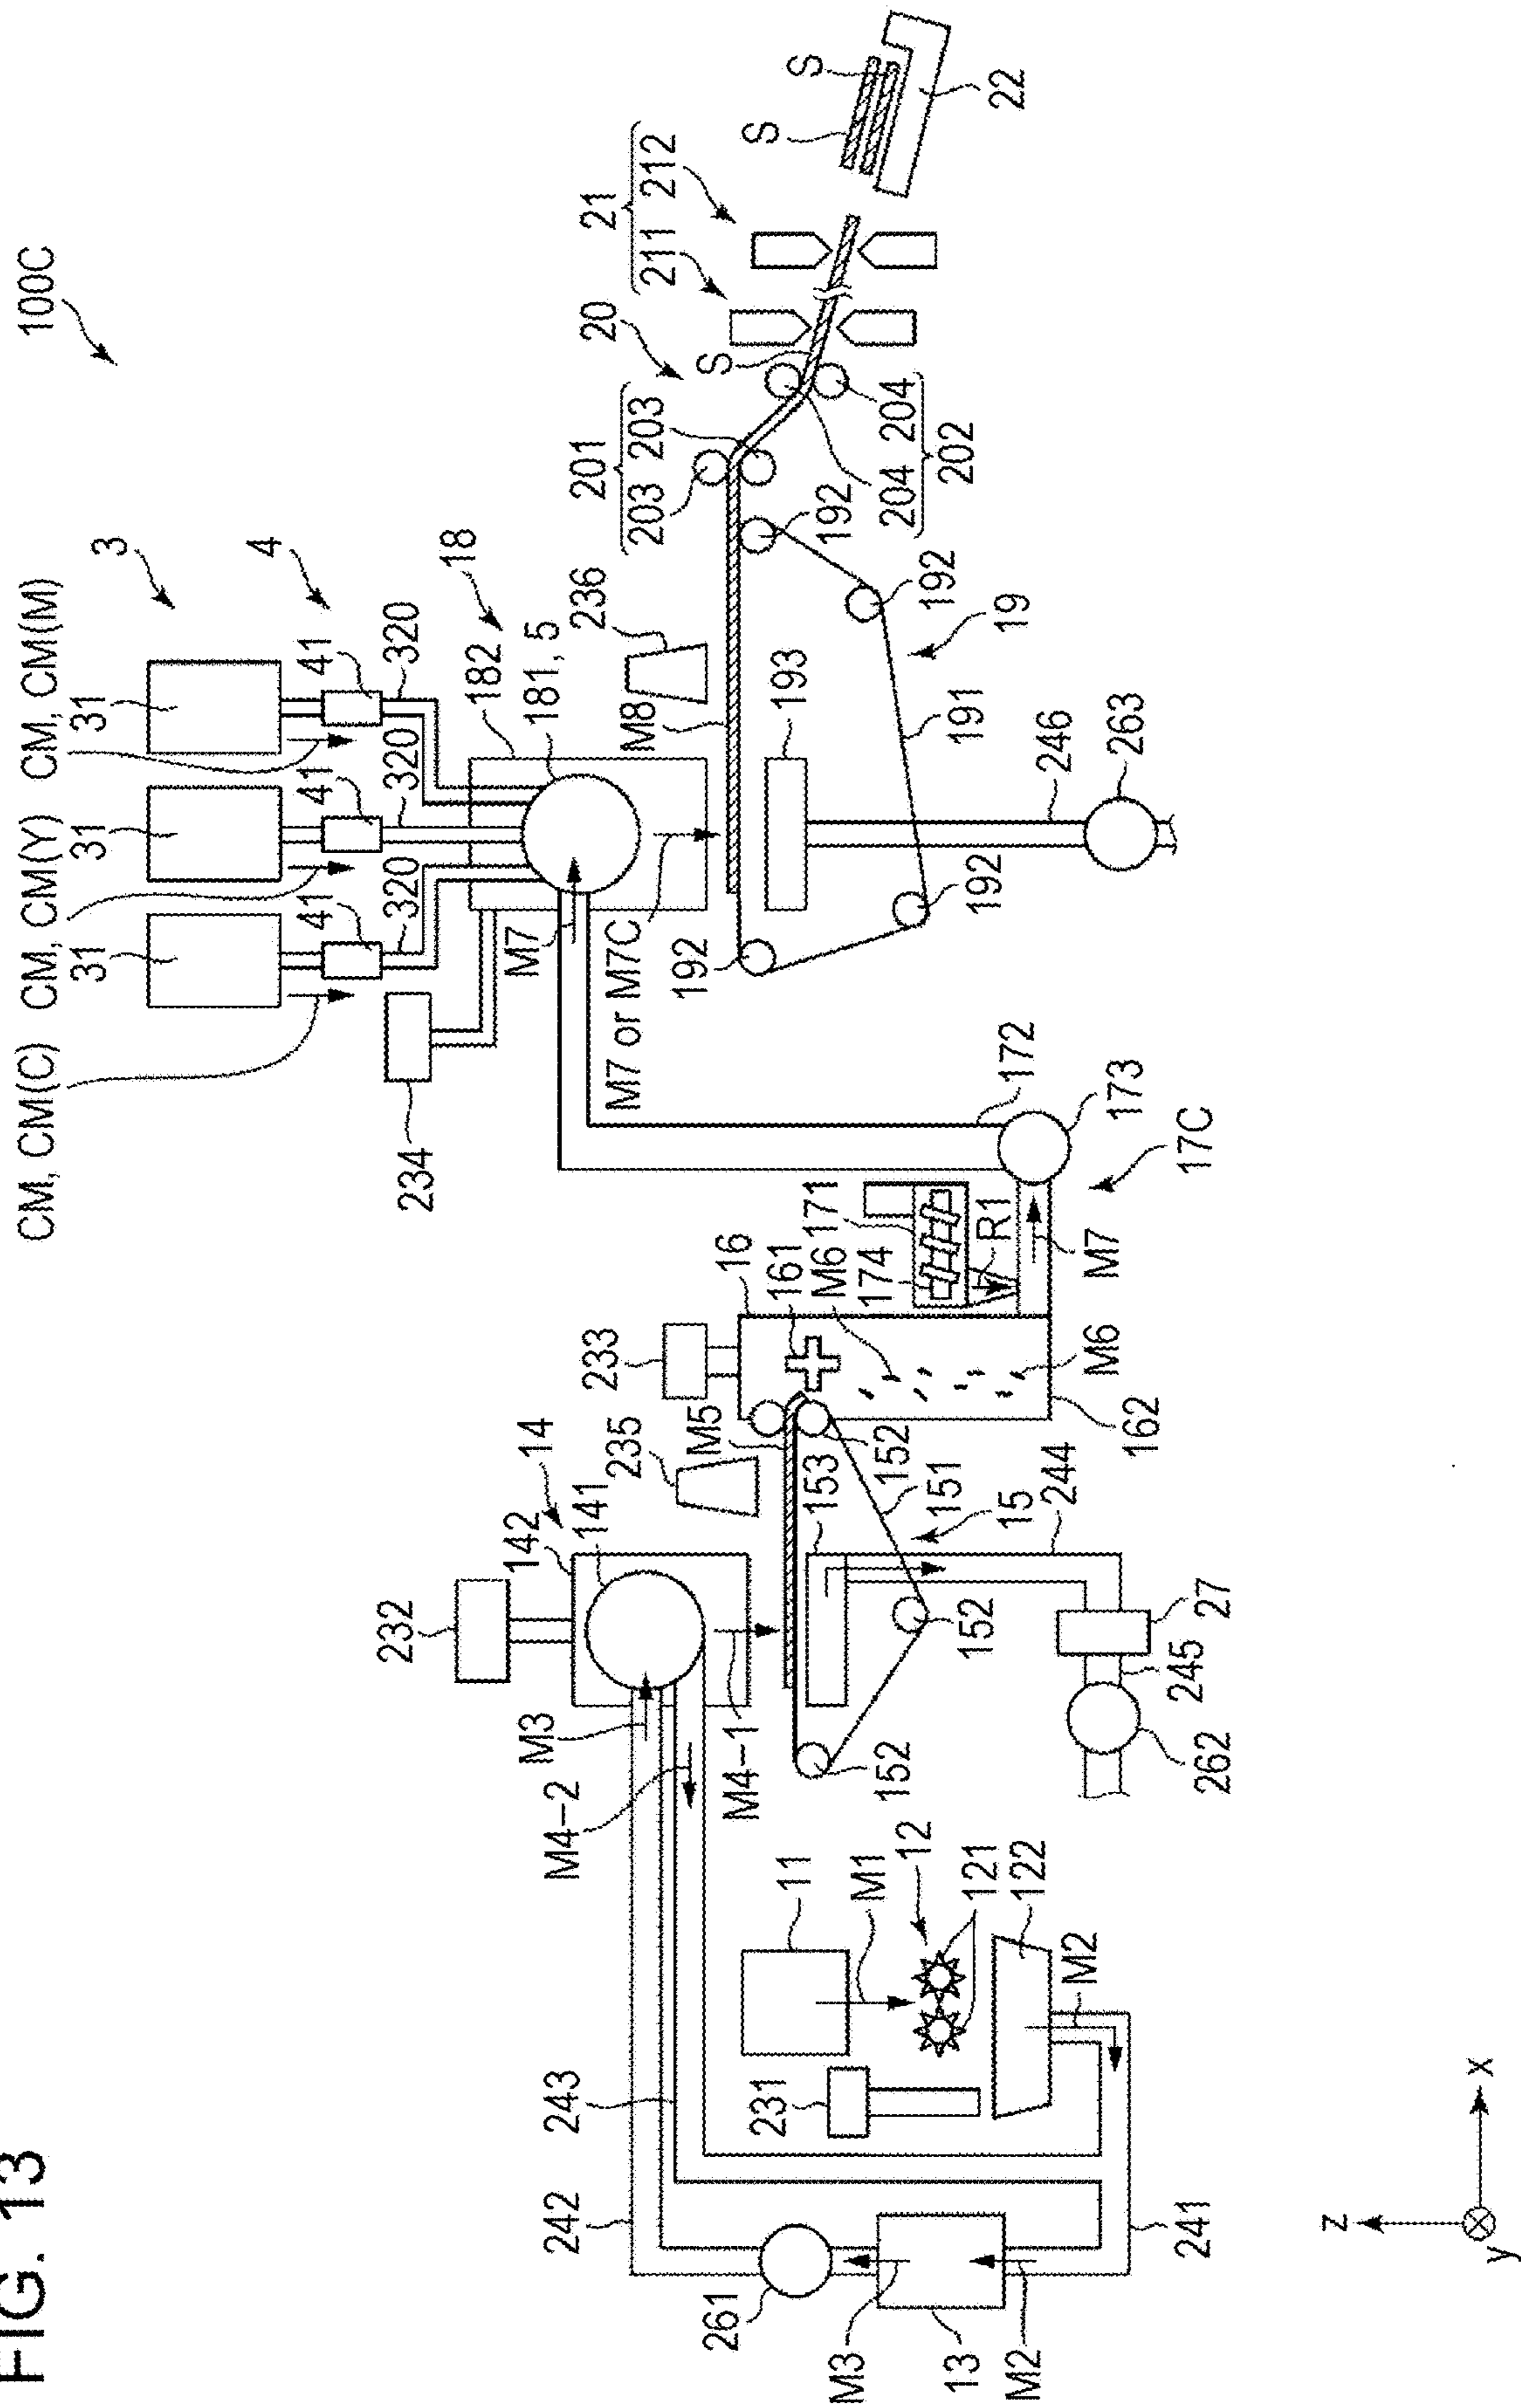 FIG. 13
100C
CM, CM(C)
CM, CM(Y)
CM, CM(M)
3
31
31
31
4
41
41
41
320
320
320
234
18
182
181, 5
236
M7
M7 or M7C
M8
193
192
192
192
192
191
19
246
263
201
203
203
20
S
204
204
202
21
211
212
S
S
22
232
142
14
141
235
M3
M4-2
M4-1
M5
233
16
161
M6
M6
162
171
174
R1
M7
172
173
17C
153
152
152
152
151
15
244
27
245
262
242
243
261
M3
13
M2
241
231
11
M1
12
121
122
M2
z
x
y